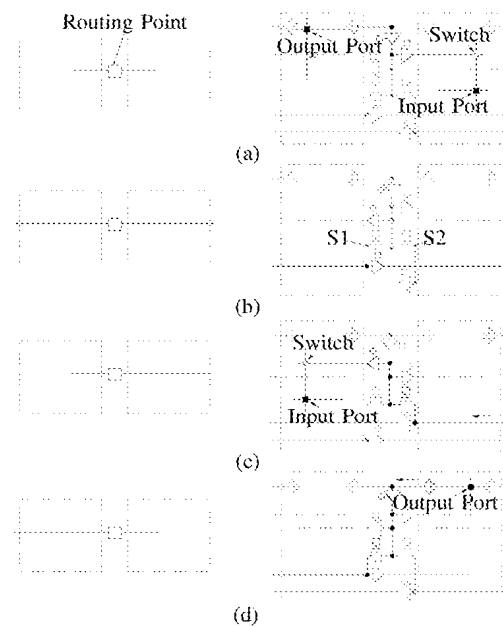 Routing Point
Output Port
Switch
Input Port
(a)
S1
S2
(b)
Switch
Input Port
(c)
Output Port
(d)